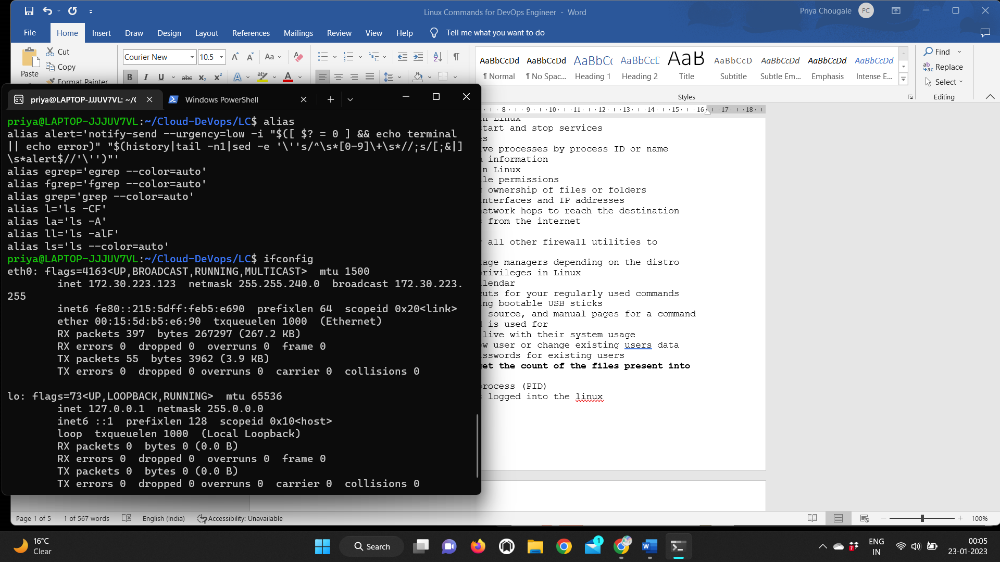 Linux Commands for DevOps Engineer - Word
Priya Chougale
PC
File
Home
Insert
Draw
Design
Layout
References
Mailings
Review
View
Help
Tell me what you want to do
Paste
Cut
Copy
Format Painter
Courier New
10.5
Aa
B I U abc x₂ x²
AaBbCcDd
¶ Normal
AaBbCcDd
¶ No Spac...
AaBbCc
Heading 1
AaBbCcC
Heading 2
AaB
Title
AaBbCcD
Subtitle
AaBbCcDd
Subtle Em...
AaBbCcDd
Emphasis
AaBbCcDd
Intense E...
Styles
Find
Replace
Select
Editing
8 9 10 11 12 13 14 15 16 17 18
priya@LAPTOP-JJJUV7VL: ~/C
Windows PowerShell
priya@LAPTOP-JJJUV7VL:~/Cloud-DeVops/LC$ alias
alias alert='notify-send --urgency=low -i "$([ $? = 0 ] && echo terminal
|| echo error)" "$(history|tail -n1|sed -e '\''s/^\s*[0-9]\+\s*//;s/[;&|]
\s*alert$//'\'')"'
alias egrep='egrep --color=auto'
alias fgrep='fgrep --color=auto'
alias grep='grep --color=auto'
alias l='ls -CF'
alias la='ls -A'
alias ll='ls -alF'
alias ls='ls --color=auto'
priya@LAPTOP-JJJUV7VL:~/Cloud-DeVops/LC$ ifconfig
eth0: flags=4163<UP,BROADCAST,RUNNING,MULTICAST>  mtu 1500
inet 172.30.223.123  netmask 255.255.240.0  broadcast 172.30.223.
255
inet6 fe80::215:5dff:feb5:e690  prefixlen 64  scopeid 0x20<link>
ether 00:15:5d:b5:e6:90  txqueuelen 1000  (Ethernet)
RX packets 397  bytes 267297 (267.2 KB)
RX errors 0  dropped 0  overruns 0  frame 0
TX packets 55  bytes 3962 (3.9 KB)
TX errors 0  dropped 0 overruns 0  carrier 0  collisions 0
lo: flags=73<UP,LOOPBACK,RUNNING>  mtu 65536
inet 127.0.0.1  netmask 255.0.0.0
inet6 ::1  prefixlen 128  scopeid 0x10<host>
loop  txqueuelen 1000  (Local Loopback)
RX packets 0  bytes 0 (0.0 B)
RX errors 0  dropped 0  overruns 0  frame 0
TX packets 0  bytes 0 (0.0 B)
TX errors 0  dropped 0 overruns 0  carrier 0  collisions 0
in Linux
start and stop services
s
ve processes by process ID or name
information
n Linux
le permissions
ownership of files or folders
nterfaces and IP addresses
etwork hops to reach the destination
from the internet
all other firewall utilities to
age managers depending on the distro
rivileges in Linux
lendar
uts for your regularly used commands
ng bootable USB sticks
source, and manual pages for a command
is used for
live with their system usage
w user or change existing users data
sswords for existing users
et the count of the files present into
rocess (PID)
logged into the linux
Page 1 of 5
1 of 567 words
English (India)
Accessibility: Unavailable
100%
16°C
Clear
Search
1
7
ENG
IN
00:05
23-01-2023